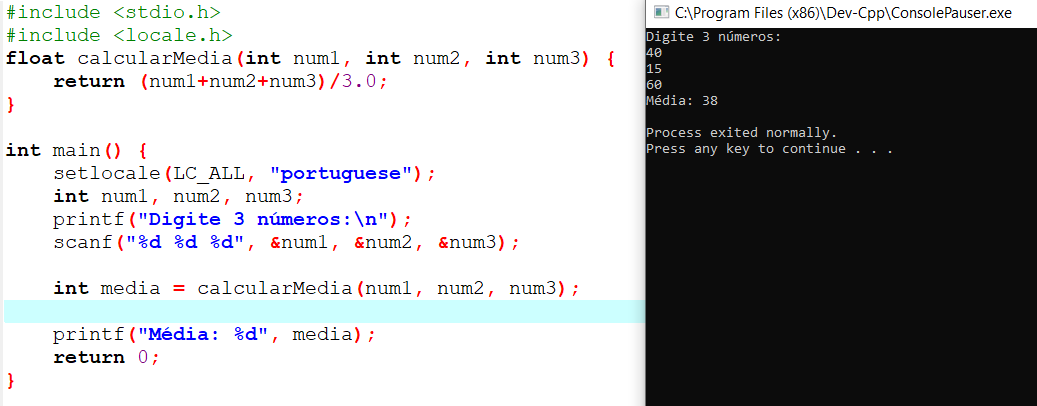 #include <stdio.h>
#include <locale.h>
float calcularMedia(int num1, int num2, int num3) {
    return (num1+num2+num3)/3.0;
}

int main() {
    setlocale(LC_ALL, "portuguese");
    int num1, num2, num3;
    printf("Digite 3 números:\n");
    scanf("%d %d %d", &num1, &num2, &num3);

    int media = calcularMedia(num1, num2, num3);

    printf("Média: %d", media);
    return 0;
}
C:\Program Files (x86)\Dev-Cpp\ConsolePauser.exe
Digite 3 números:
40
15
60
Média: 38

Process exited normally.
Press any key to continue . . .